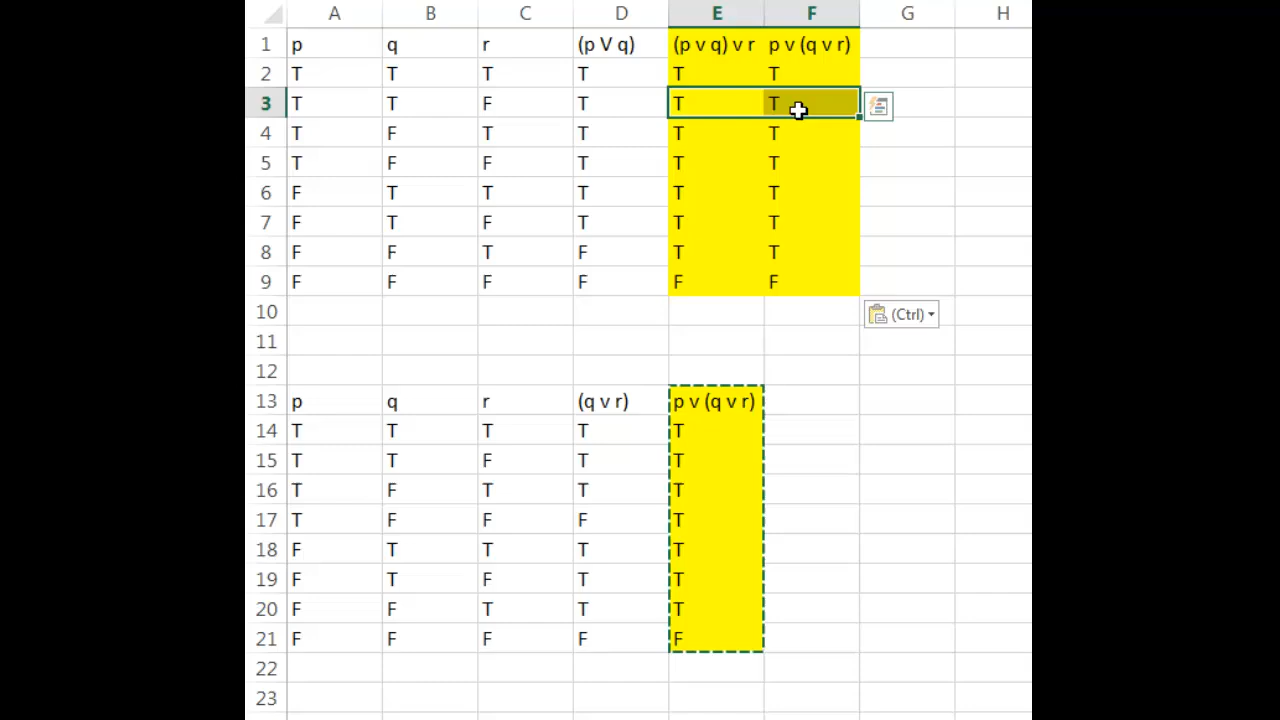 A B C D E F G H
1 p q r (p V q) (p v q) v r p v (q v r)
2 T T T T T T
3 T T F T T T
4 T F T T T T
5 T F F T T T
6 F T T T T T
7 F T F T T T
8 F F T F T T
9 F F F F F F
10 (Ctrl)
11
12
13 p q r (q v r) p v (q v r)
14 T T T T T
15 T T F T T
16 T F T T T
17 T F F F T
18 F T T T T
19 F T F T T
20 F F T T T
21 F F F F F
22
23